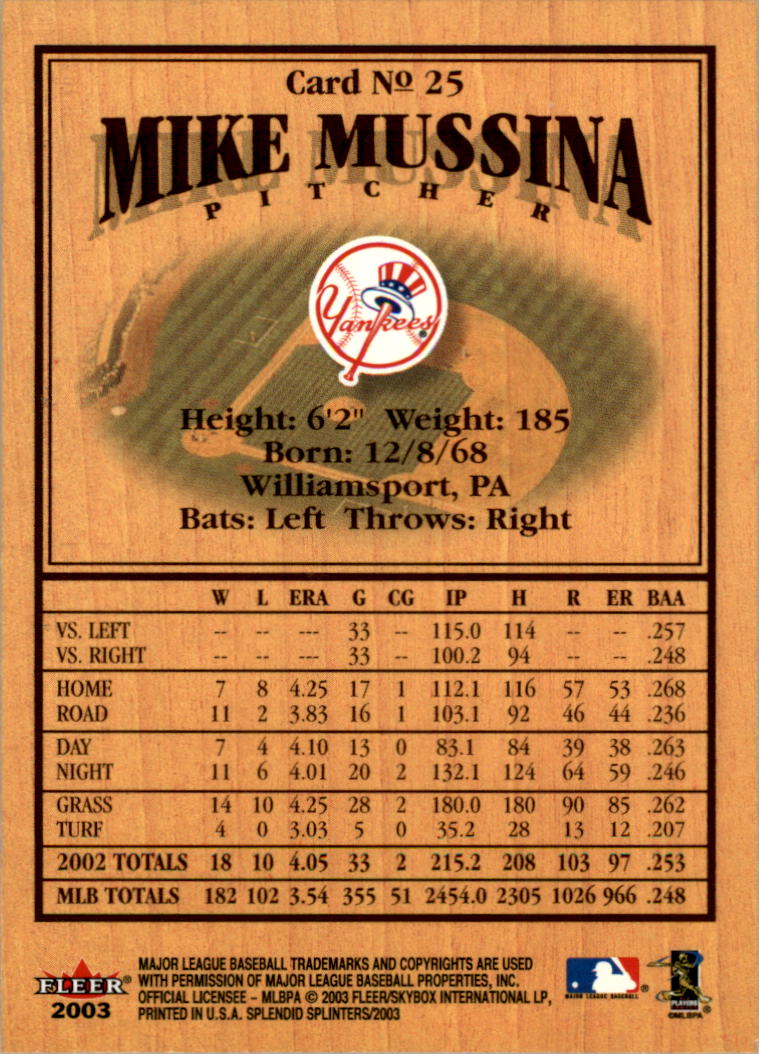 Card Nº 25
MIKE MUSSINA
PITCHER
Yankees®
Height: 6'2" Weight: 185
Born: 12/8/68
Williamsport, PA
Bats: Left Throws: Right
W L ERA G CG IP H R ER BAA
VS. LEFT -- -- --- 33 -- 115.0 114 -- -- .257
VS. RIGHT -- -- --- 33 -- 100.2 94 -- -- .248
HOME 7 8 4.25 17 1 112.1 116 57 53 .268
ROAD 11 2 3.83 16 1 103.1 92 46 44 .236
DAY 7 4 4.10 13 0 83.1 84 39 38 .263
NIGHT 11 6 4.01 20 2 132.1 124 64 59 .246
GRASS 14 10 4.25 28 2 180.0 180 90 85 .262
TURF 4 0 3.03 5 0 35.2 28 13 12 .207
2002 TOTALS 18 10 4.05 33 2 215.2 208 103 97 .253
MLB TOTALS 182 102 3.54 355 51 2454.0 2305 1026 966 .248
FLEER®
2003
MAJOR LEAGUE BASEBALL TRADEMARKS AND COPYRIGHTS ARE USED
WITH PERMISSION OF MAJOR LEAGUE BASEBALL PROPERTIES, INC.
OFFICIAL LICENSEE - MLBPA © 2003 FLEER/SKYBOX INTERNATIONAL LP,
PRINTED IN U.S.A. SPLENDID SPLINTERS/2003
MAJOR LEAGUE BASEBALL ®
PLAYERS
©MLBPA